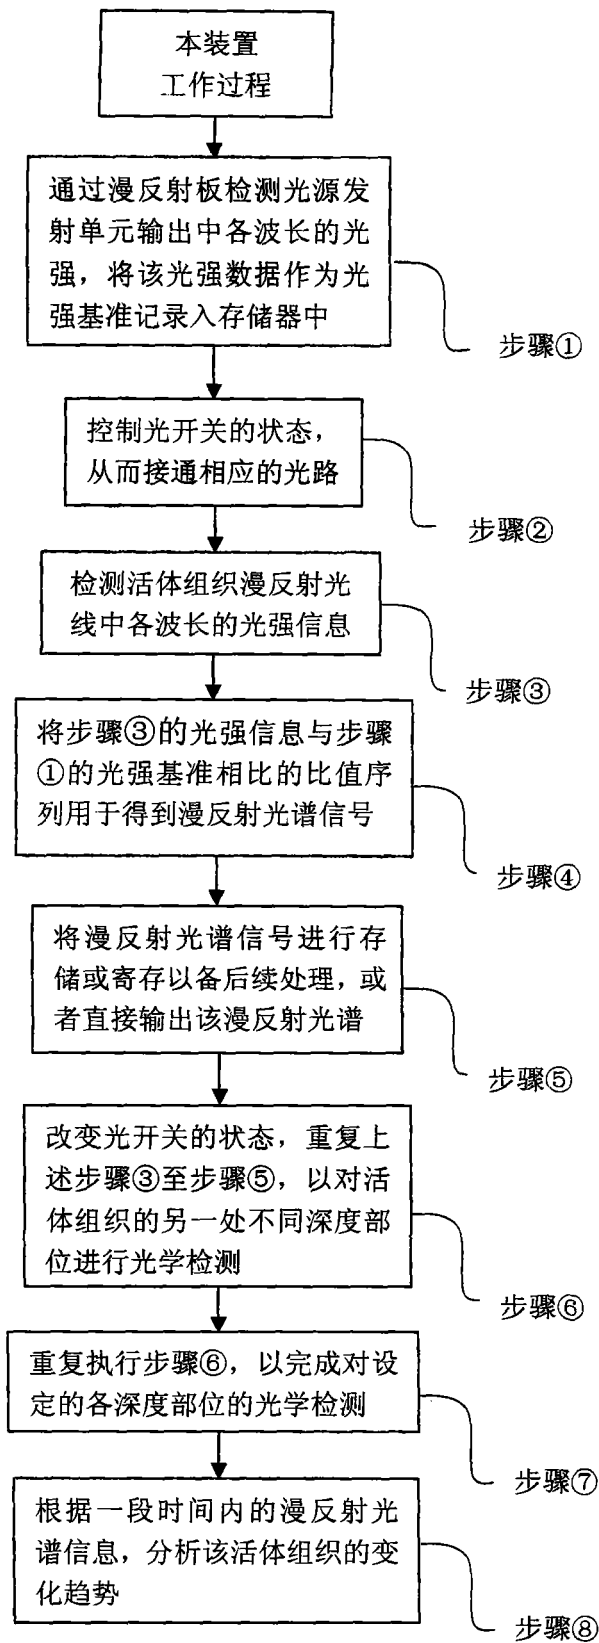 本装置
工作过程
通过漫反射板检测光源发
射单元输出中各波长的光
强，将该光强数据作为光
强基准记录入存储器中
步骤①
控制光开关的状态，
从而接通相应的光路
步骤②
检测活体组织漫反射光
线中各波长的光强信息
步骤③
将步骤③的光强信息与步骤
①的光强基准相比的比值序
列用于得到漫反射光谱信号
步骤④
将漫反射光谱信号进行存
储或寄存以备后续处理，或
者直接输出该漫反射光谱
步骤⑤
改变光开关的状态，重复上
述步骤③至步骤⑤，以对活
体组织的另一处不同深度部
位进行光学检测
步骤⑥
重复执行步骤⑥，以完成对设
定的各深度部位的光学检测
步骤⑦
根据一段时间内的漫反射光
谱信息，分析该活体组织的变
化趋势
步骤⑧